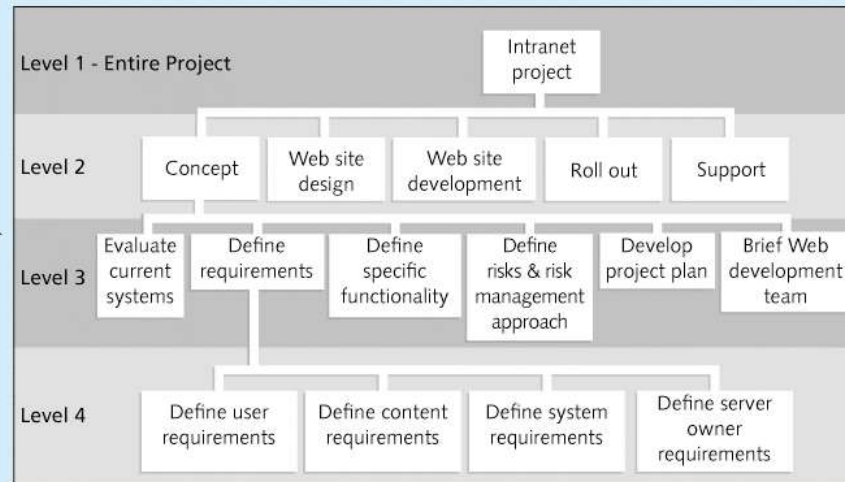 Level 1 - Entire Project
Intranet
project
Level 2
Concept
Web site
design
Web site
development
Roll out
Support
Level 3
Evaluate
current
systems
Define
requirements
Define
specific
functionality
Define
risks & risk
management
approach
Develop
project plan
Brief Web
development
team
Level 4
Define user
requirements
Define content
requirements
Define system
requirements
Define server
owner
requirements